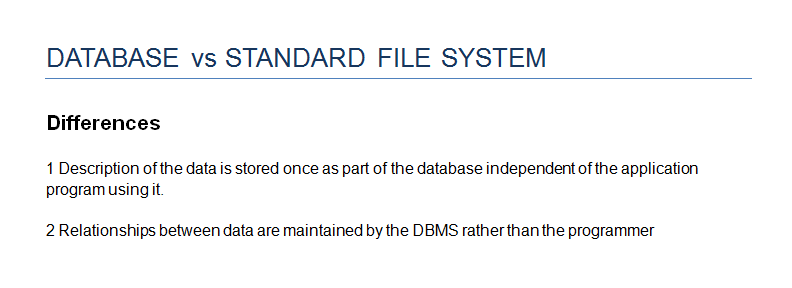 DATABASE vs STANDARD FILE SYSTEM
Differences
1 Description of the data is stored once as part of the database independent of the application
program using it.
2 Relationships between data are maintained by the DBMS rather than the programmer